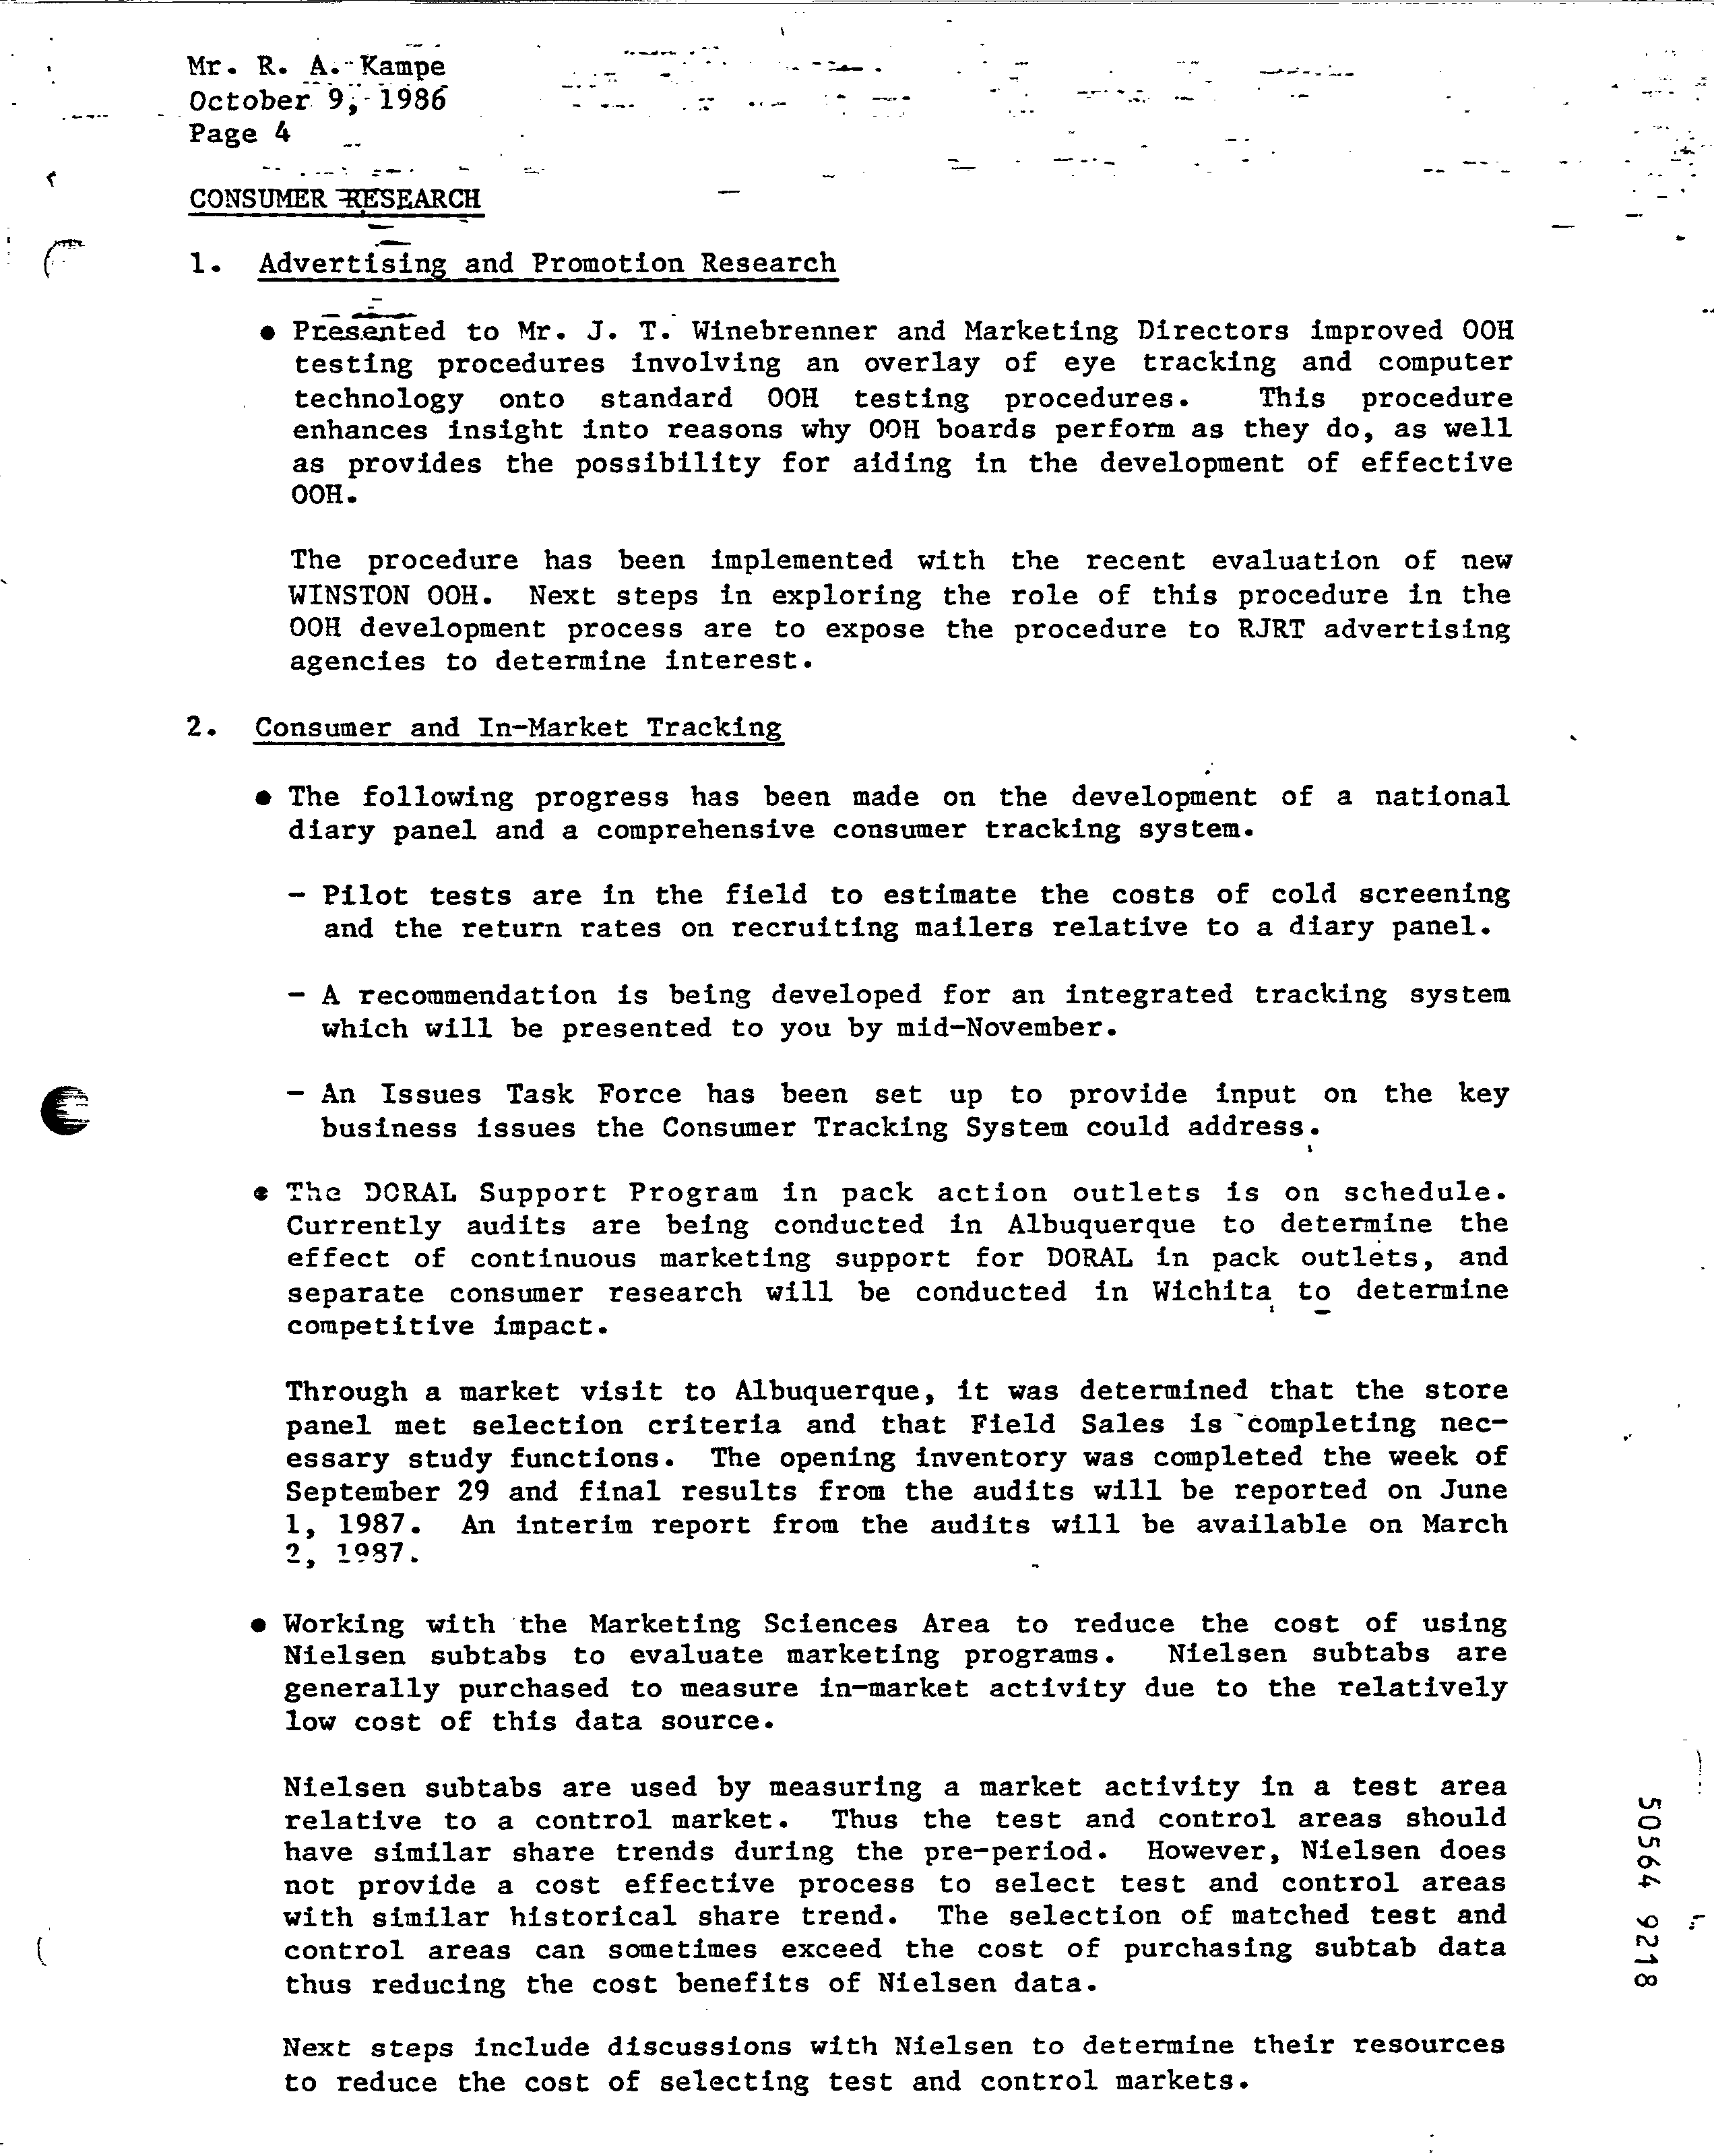 Mr. R. A. Kampe
October 9, 1986
Page 4
CONSUMER RESEARCH
1. Advertising and Promotion Research
● Presented to Mr. J. T. Winebrenner and Marketing Directors improved OOH
testing procedures involving an overlay of eye tracking and computer
technology onto standard OOH testing procedures. This procedure
enhances insight into reasons why OOH boards perform as they do, as well
as provides the possibility for aiding in the development of effective
OOH.
The procedure has been implemented with the recent evaluation of new
WINSTON OOH. Next steps in exploring the role of this procedure in the
OOH development process are to expose the procedure to RJRT advertising
agencies to determine interest.
2. Consumer and In-Market Tracking
● The following progress has been made on the development of a national
diary panel and a comprehensive consumer tracking system.
- Pilot tests are in the field to estimate the costs of cold screening
and the return rates on recruiting mailers relative to a diary panel.
- A recommendation is being developed for an integrated tracking system
which will be presented to you by mid-November.
- An Issues Task Force has been set up to provide input on the key
business issues the Consumer Tracking System could address.
● The DORAL Support Program in pack action outlets is on schedule.
Currently audits are being conducted in Albuquerque to determine the
effect of continuous marketing support for DORAL in pack outlets, and
separate consumer research will be conducted in Wichita to determine
competitive impact.
Through a market visit to Albuquerque, it was determined that the store
panel met selection criteria and that Field Sales is completing nec-
essary study functions. The opening inventory was completed the week of
September 29 and final results from the audits will be reported on June
1, 1987. An interim report from the audits will be available on March
2, 1987.
● Working with the Marketing Sciences Area to reduce the cost of using
Nielsen subtabs to evaluate marketing programs. Nielsen subtabs are
generally purchased to measure in-market activity due to the relatively
low cost of this data source.
Nielsen subtabs are used by measuring a market activity in a test area
relative to a control market. Thus the test and control areas should
have similar share trends during the pre-period. However, Nielsen does
not provide a cost effective process to select test and control areas
with similar historical share trend. The selection of matched test and
control areas can sometimes exceed the cost of purchasing subtab data
thus reducing the cost benefits of Nielsen data.
Next steps include discussions with Nielsen to determine their resources
to reduce the cost of selecting test and control markets.
50564 9218